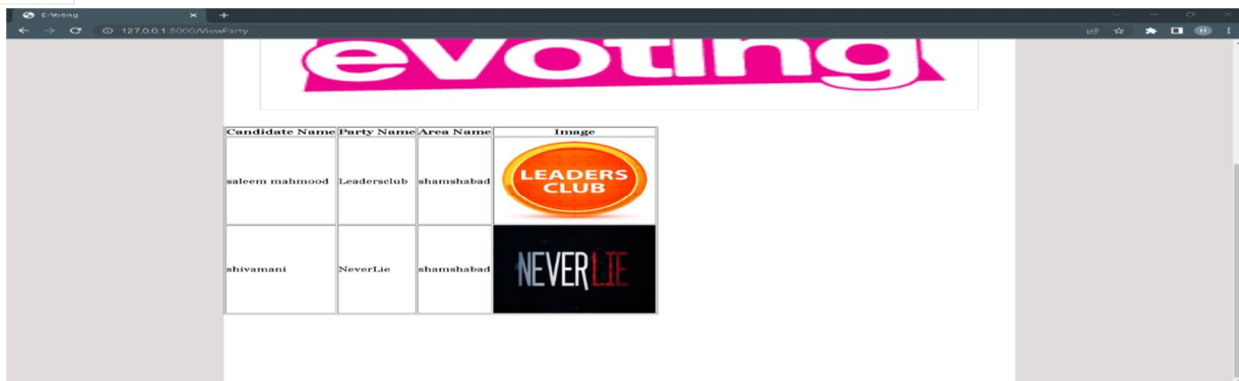 E-Voting
127.0.0.1:8000/ViewParty
H
eVoting
Candidate Name Party Name Area Name Image
saleem mahmood Leadersclub shamshabad
LEADERS
CLUB
shivamani NeverLie shamshabad
NEVERLIE